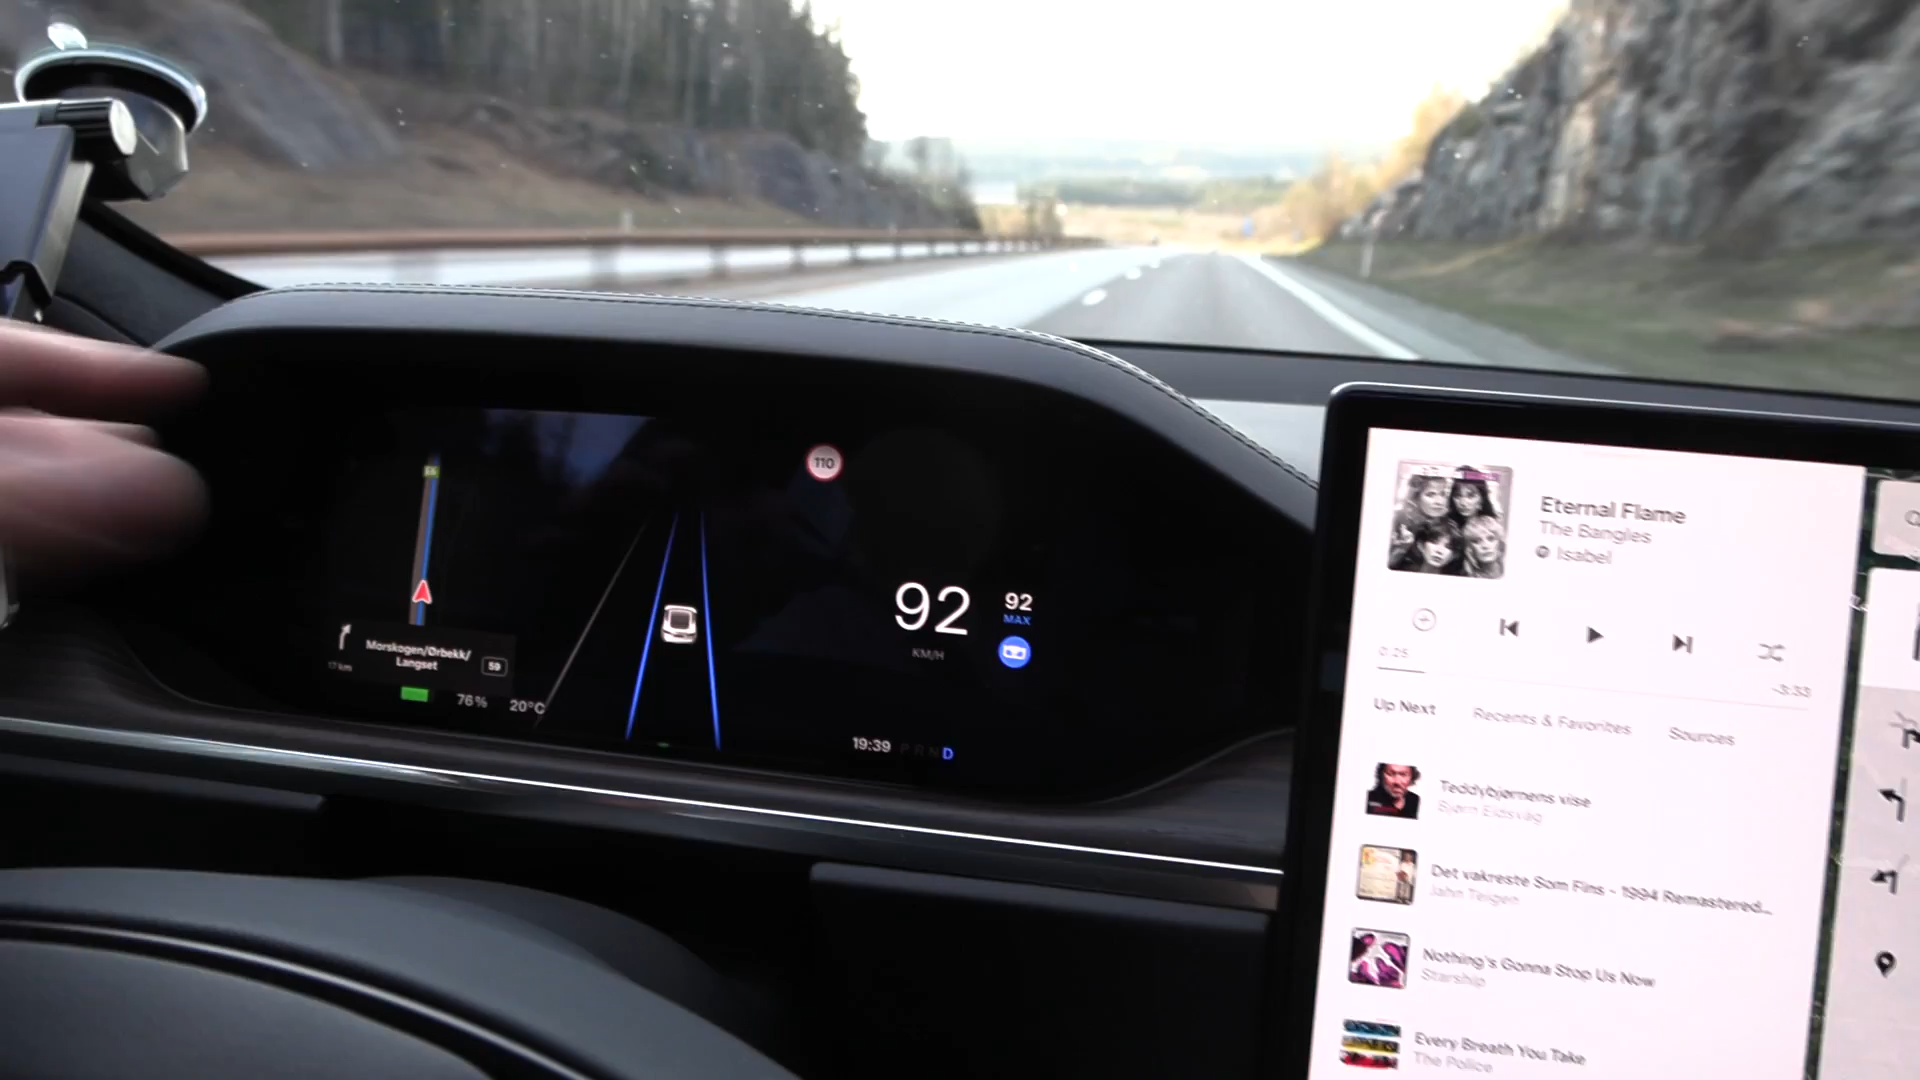 E6
110
92
KM/H
92
MAX
Morskogen/Ørbekk/
Langset
59
17 km
76%
20°C
19:39
P R N D
Eternal Flame
The Bangles
Isabel
0:25
-3:33
Up Next
Recents & Favorites
Sources
Teddybjørnens vise
Bjørn Eidsvåg
Det vakreste Som Fins - 1994 Remastered...
Jahn Teigen
Nothing's Gonna Stop Us Now
Starship
Every Breath You Take
The Police